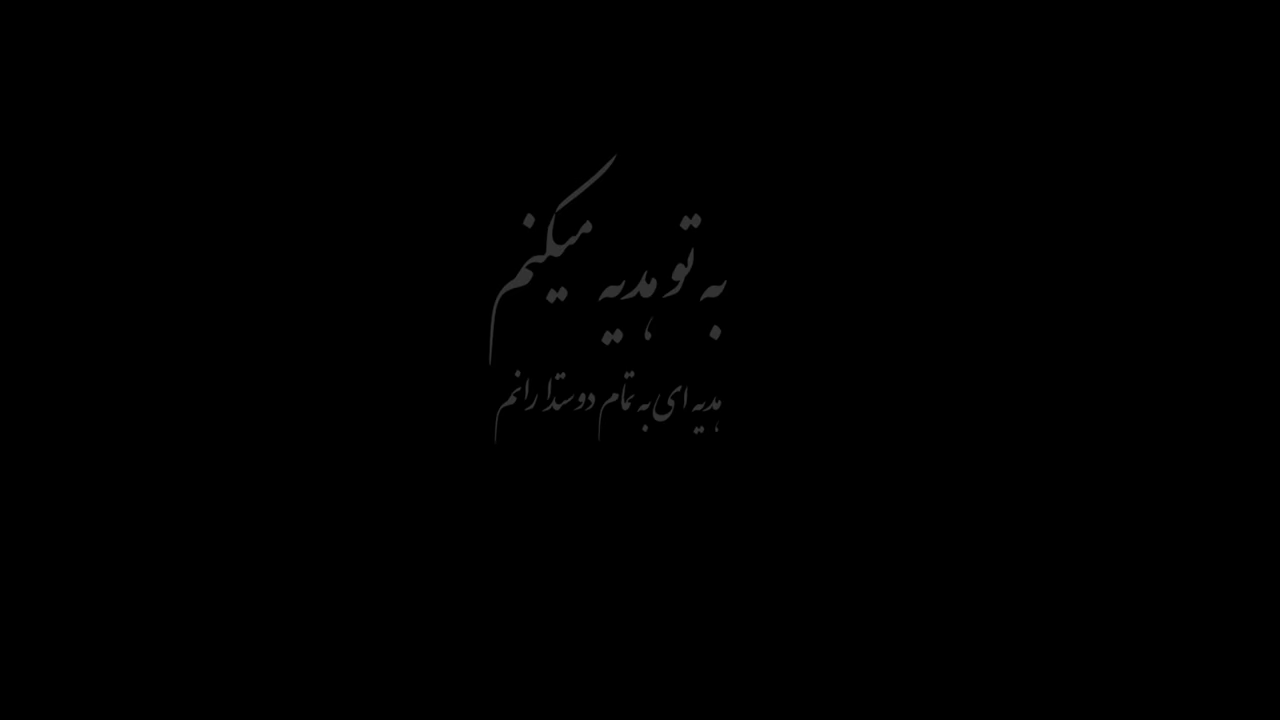 به تو هدیه میکنم
هدیه ای به تمام دوستدارانم